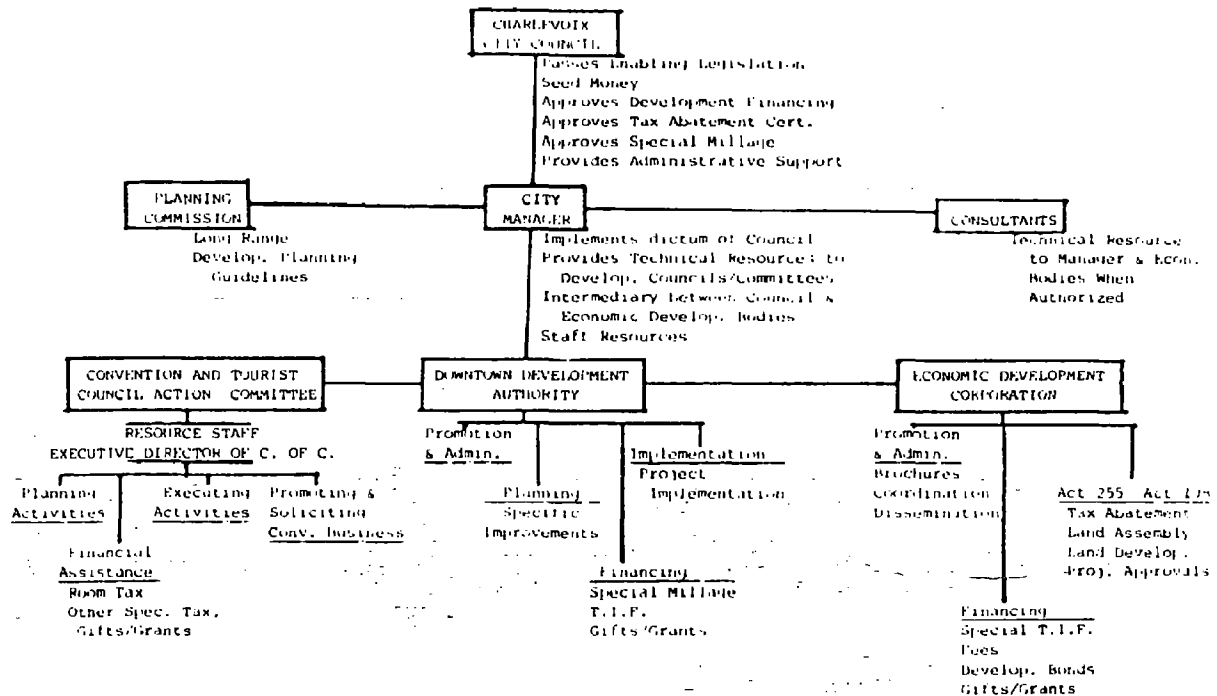 CHARLEVOIX
CITY COUNCIL
Passes Enabling Legislation
Seed Money
Approves Development Financing
Approves Tax Abatement Cert.
Approves Special Millage
Provides Administrative Support
PLANNING
COMMISSION
Long Range
Develop. Planning
Guidelines
CITY
MANAGER
Implements dictum of Council
Provides Technical Resources to
Develop. Councils/Committees
Intermediary between Council &
Economic Develop. Bodies
Staff Resources
CONSULTANTS
Technical Resource
to Manager & Econ.
Bodies When
Authorized
CONVENTION AND TOURIST
COUNCIL ACTION COMMITTEE
RESOURCE STAFF
EXECUTIVE DIRECTOR OF C. OF C.
Planning
Activities
Financial
Assistance
Room Tax
Other Spec. Tax.
Gifts/Grants
Executing
Activities
Promoting &
Soliciting
Conv. business
DOWNTOWN DEVELOPMENT
AUTHORITY
Promotion
& Admin.
Planning
Specific
Improvements
Financing
Special Millage
T.I.F.
Gifts/Grants
Implementation
Project
Implementation
ECONOMIC DEVELOPMENT
CORPORATION
Promotion
& Admin.
Brochures
Coordination
Dissemination
Financing
Special T.I.F.
Fees
Develop. Bonds
Gifts/Grants
Act 255 Act
Tax Abatement
Land Assembly
Land Develop.
Proj. Approvals